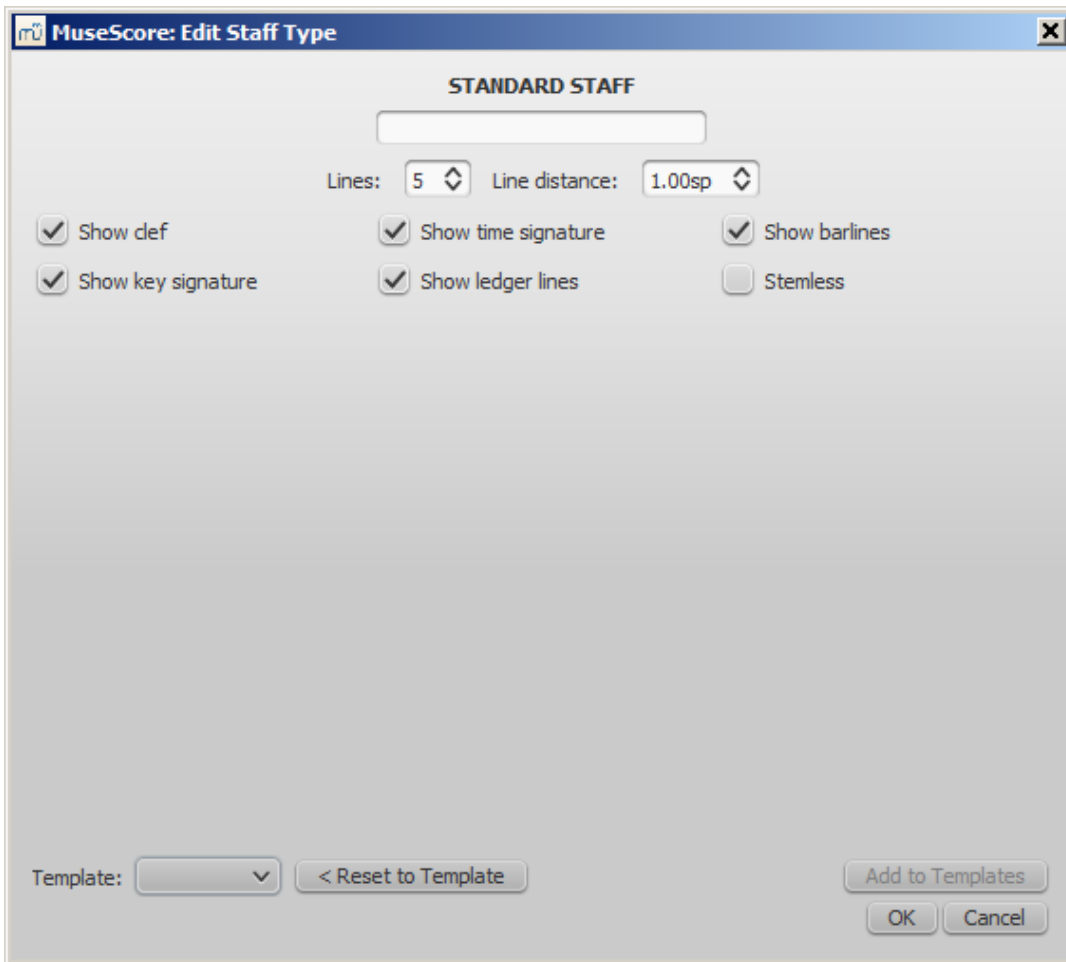 mü MuseScore: Edit Staff Type
STANDARD STAFF
Lines: 5 Line distance: 1.00sp
Show clef Show time signature Show barlines
Show key signature Show ledger lines Stemless
Template: < Reset to Template Add to Templates
OK Cancel